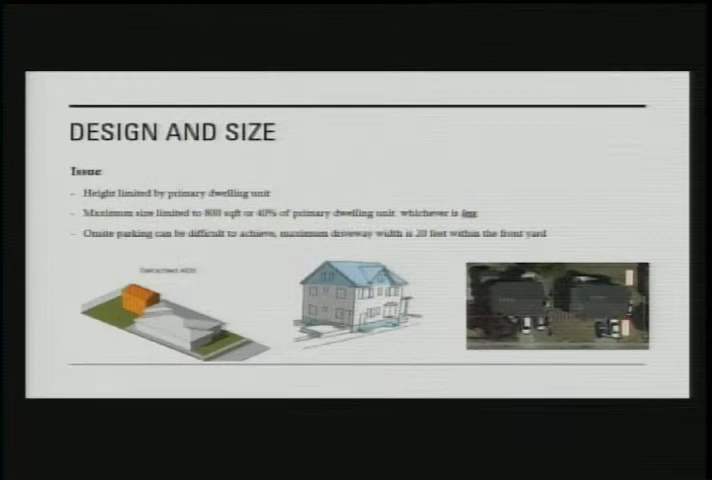 DESIGN AND SIZE
Issue
- Height limited by primary dwelling unit
- Maximum size limited to 800 sqft or 40% of primary dwelling unit whichever is less
- Onsite parking can be difficult to achieve, maximum driveway width is 20 feet within the front yard
Detached ADU